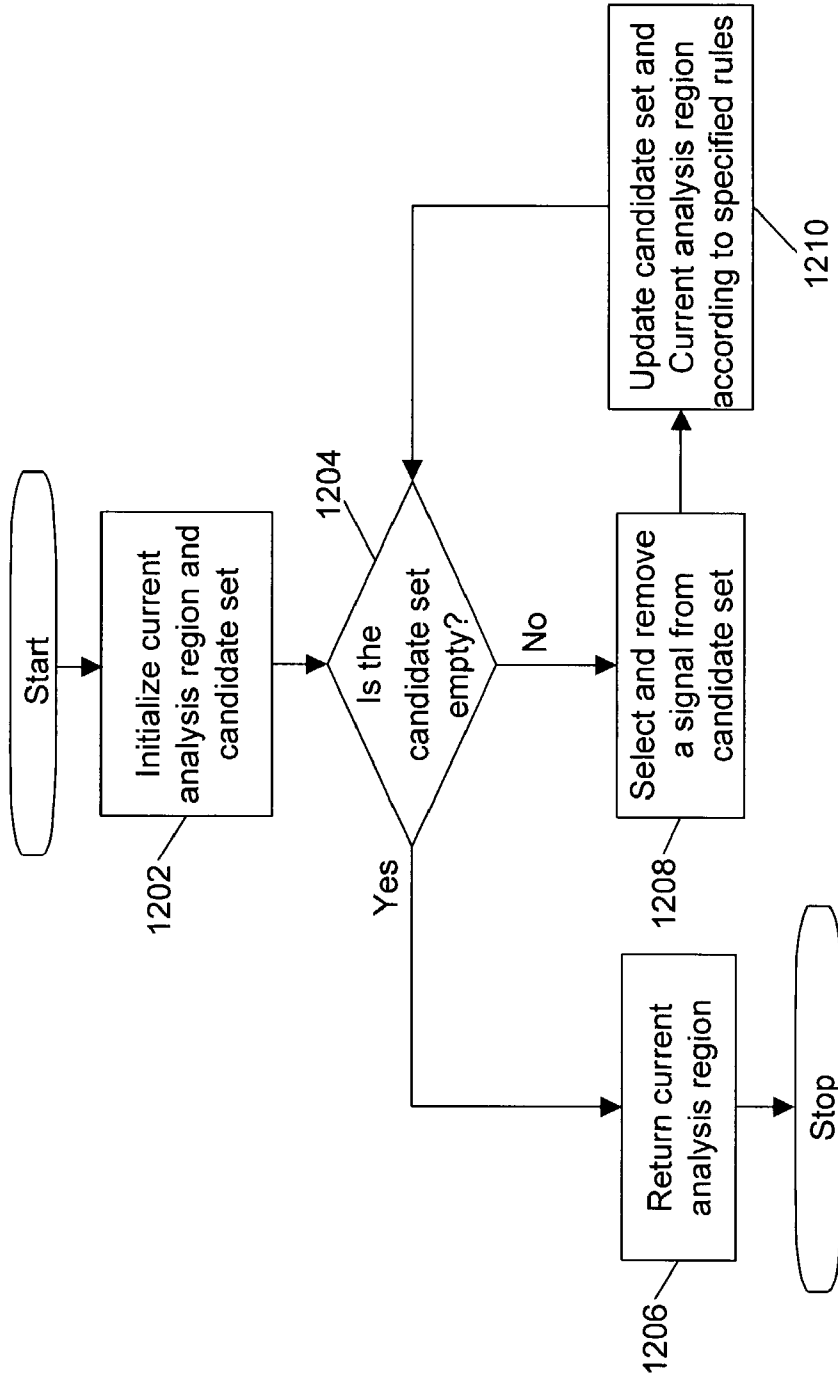 Start
Initialize current
analysis region and
candidate set
1202
1204
Is the
candidate set
empty?
Yes
No
Return current
analysis region
1206
Stop
Select and remove
a signal from
candidate set
1208
Update candidate set and
Current analysis region
according to specified rules
1210